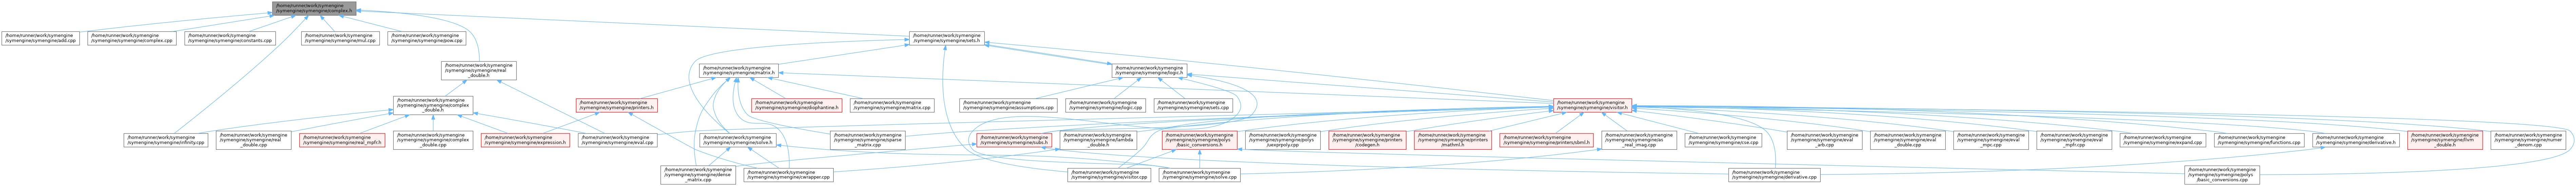 /home/runner/work/symengine
/symengine/symengine/complex.h
/home/runner/work/symengine
/symengine/symengine/add.cpp
/home/runner/work/symengine
/symengine/symengine/complex.cpp
/home/runner/work/symengine
/symengine/symengine/constants.cpp
/home/runner/work/symengine
/symengine/symengine/mul.cpp
/home/runner/work/symengine
/symengine/symengine/pow.cpp
/home/runner/work/symengine
/symengine/symengine/sets.h
/home/runner/work/symengine
/symengine/symengine/real
_double.h
/home/runner/work/symengine
/symengine/symengine/matrix.h
/home/runner/work/symengine
/symengine/symengine/logic.h
/home/runner/work/symengine
/symengine/symengine/complex
_double.h
/home/runner/work/symengine
/symengine/symengine/printers.h
/home/runner/work/symengine
/symengine/symengine/diophantine.h
/home/runner/work/symengine
/symengine/symengine/matrix.cpp
/home/runner/work/symengine
/symengine/symengine/assumptions.cpp
/home/runner/work/symengine
/symengine/symengine/logic.cpp
/home/runner/work/symengine
/symengine/symengine/sets.cpp
/home/runner/work/symengine
/symengine/symengine/visitor.h
/home/runner/work/symengine
/symengine/symengine/infinity.cpp
/home/runner/work/symengine
/symengine/symengine/real
_double.cpp
/home/runner/work/symengine
/symengine/symengine/real_mpfr.h
/home/runner/work/symengine
/symengine/symengine/complex
_double.cpp
/home/runner/work/symengine
/symengine/symengine/expression.h
/home/runner/work/symengine
/symengine/symengine/eval.cpp
/home/runner/work/symengine
/symengine/symengine/solve.h
/home/runner/work/symengine
/symengine/symengine/sparse
_matrix.cpp
/home/runner/work/symengine
/symengine/symengine/subs.h
/home/runner/work/symengine
/symengine/symengine/lambda
_double.h
/home/runner/work/symengine
/symengine/symengine/polys
/basic_conversions.h
/home/runner/work/symengine
/symengine/symengine/polys
/uexprpoly.cpp
/home/runner/work/symengine
/symengine/symengine/printers
/codegen.h
/home/runner/work/symengine
/symengine/symengine/printers
/mathml.h
/home/runner/work/symengine
/symengine/symengine/printers/sbml.h
/home/runner/work/symengine
/symengine/symengine/as
_real_imag.cpp
/home/runner/work/symengine
/symengine/symengine/cse.cpp
/home/runner/work/symengine
/symengine/symengine/eval
_arb.cpp
/home/runner/work/symengine
/symengine/symengine/eval
_double.cpp
/home/runner/work/symengine
/symengine/symengine/eval
_mpc.cpp
/home/runner/work/symengine
/symengine/symengine/eval
_mpfr.cpp
/home/runner/work/symengine
/symengine/symengine/expand.cpp
/home/runner/work/symengine
/symengine/symengine/functions.cpp
/home/runner/work/symengine
/symengine/symengine/derivative.h
/home/runner/work/symengine
/symengine/symengine/llvm
_double.h
/home/runner/work/symengine
/symengine/symengine/numer
_denom.cpp
/home/runner/work/symengine
/symengine/symengine/dense
_matrix.cpp
/home/runner/work/symengine
/symengine/symengine/cwrapper.cpp
/home/runner/work/symengine
/symengine/symengine/visitor.cpp
/home/runner/work/symengine
/symengine/symengine/solve.cpp
/home/runner/work/symengine
/symengine/symengine/derivative.cpp
/home/runner/work/symengine
/symengine/symengine/polys
/basic_conversions.cpp